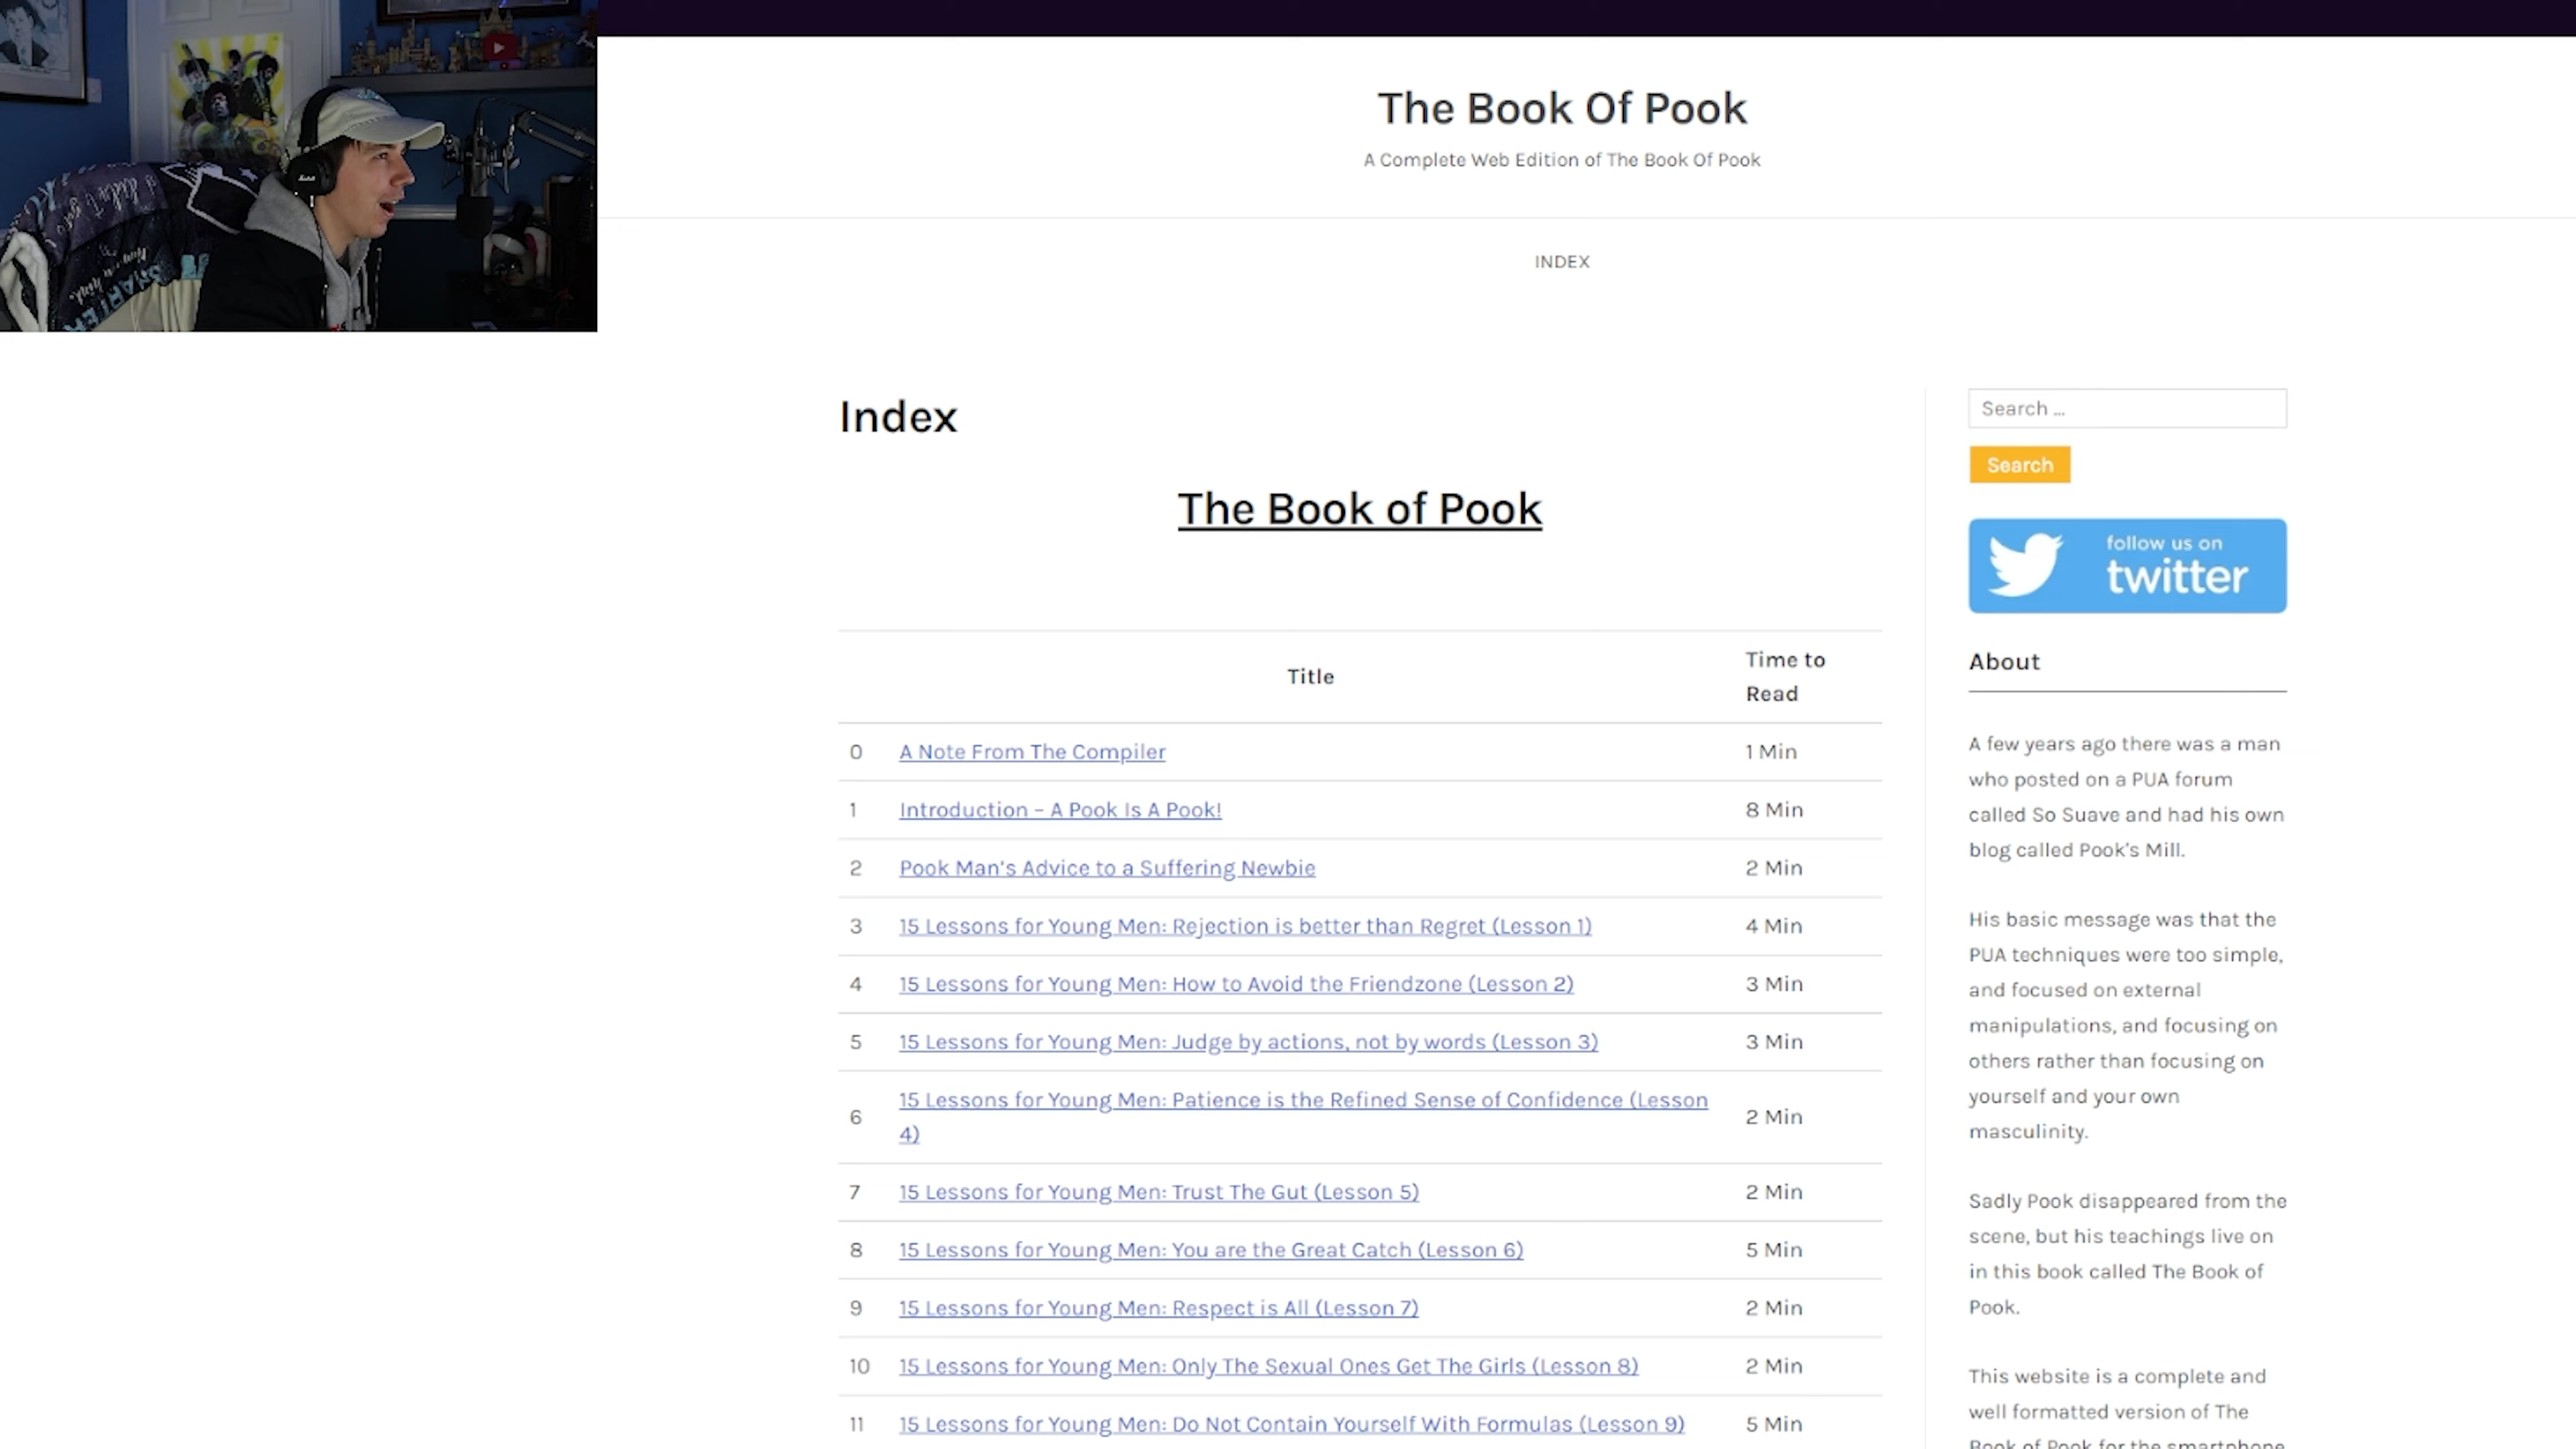 The Book Of Pook
A Complete Web Edition of The Book Of Pook
INDEX
Index
The Book of Pook
Title
Time to
Read
0 A Note From The Compiler 1 Min
1 Introduction – A Pook Is A Pook! 8 Min
2 Pook Man's Advice to a Suffering Newbie 2 Min
3 15 Lessons for Young Men: Rejection is better than Regret (Lesson 1) 4 Min
4 15 Lessons for Young Men: How to Avoid the Friendzone (Lesson 2) 3 Min
5 15 Lessons for Young Men: Judge by actions, not by words (Lesson 3) 3 Min
6 15 Lessons for Young Men: Patience is the Refined Sense of Confidence (Lesson
4) 2 Min
7 15 Lessons for Young Men: Trust The Gut (Lesson 5) 2 Min
8 15 Lessons for Young Men: You are the Great Catch (Lesson 6) 5 Min
9 15 Lessons for Young Men: Respect is All (Lesson 7) 2 Min
10 15 Lessons for Young Men: Only The Sexual Ones Get The Girls (Lesson 8) 2 Min
11 15 Lessons for Young Men: Do Not Contain Yourself With Formulas (Lesson 9) 5 Min
Search ...
Search
follow us on
twitter
About
A few years ago there was a man
who posted on a PUA forum
called So Suave and had his own
blog called Pook's Mill.
His basic message was that the
PUA techniques were too simple,
and focused on external
manipulations, and focusing on
others rather than focusing on
yourself and your own
masculinity.
Sadly Pook disappeared from the
scene, but his teachings live on
in this book called The Book of
Pook.
This website is a complete and
well formatted version of The
Book of Pook for the smartphone